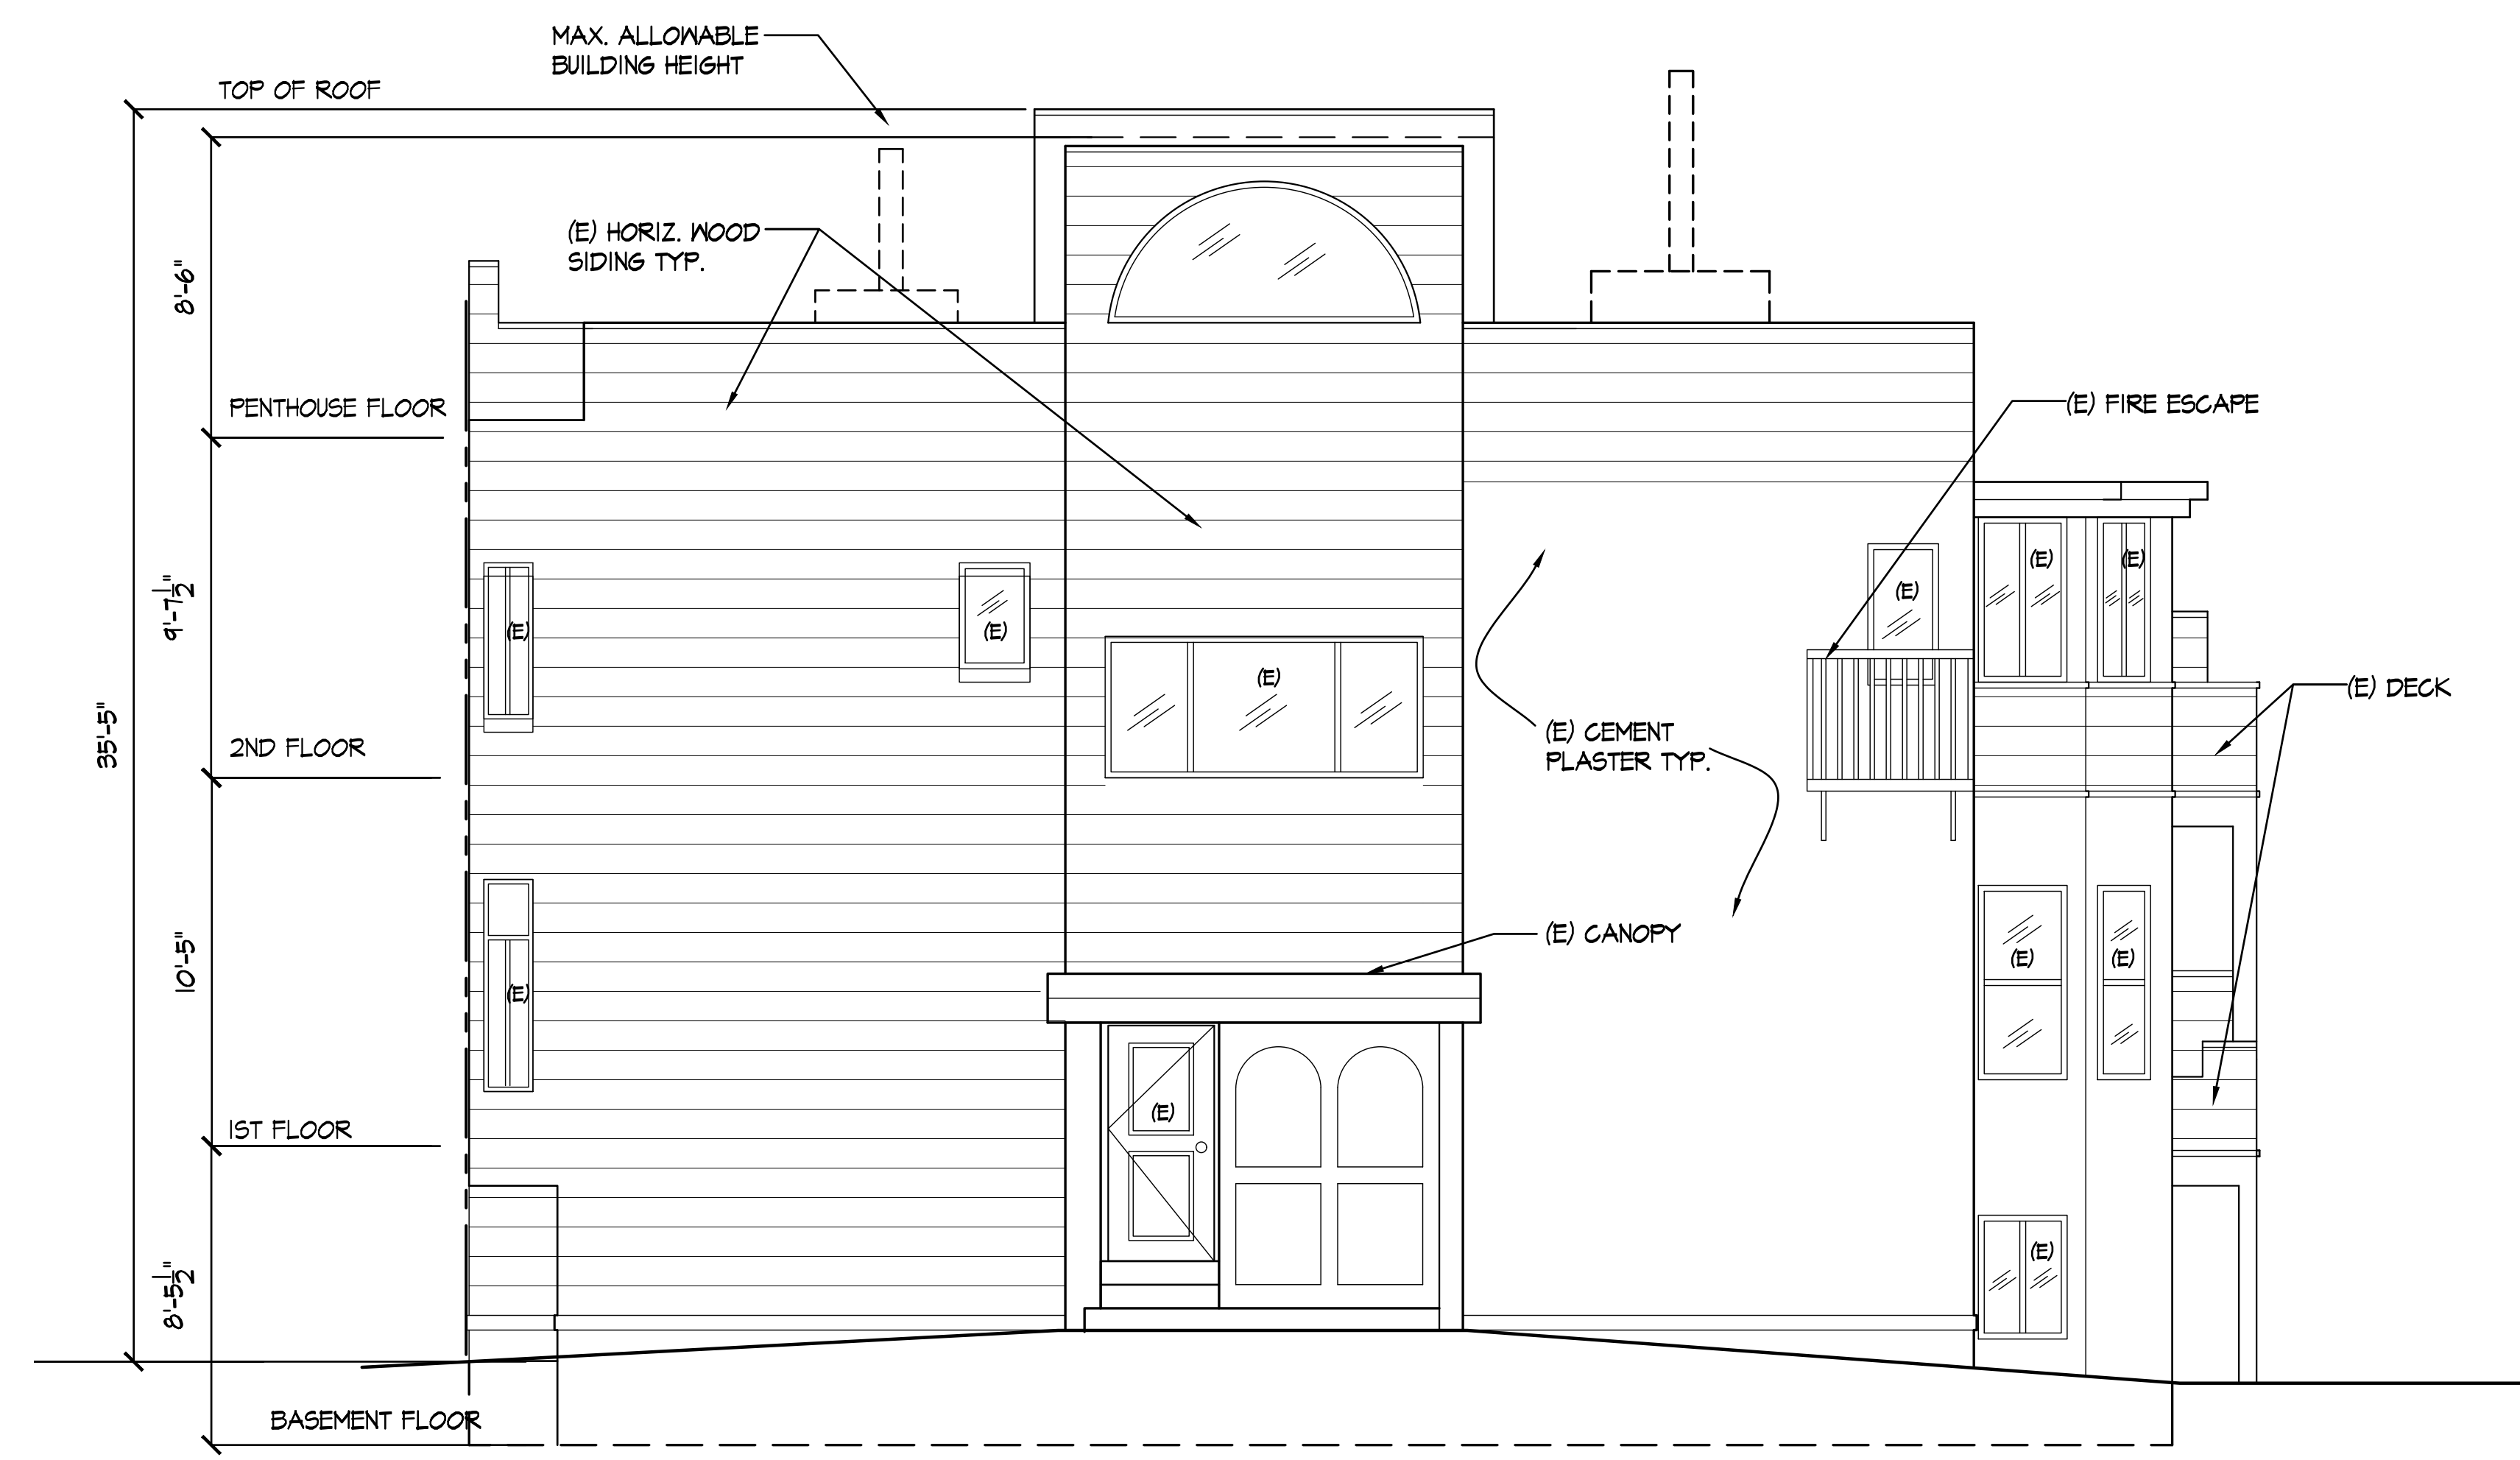 MAX. ALLOWABLE
BUILDING HEIGHT
TOP OF ROOF
(E) HORIZ. WOOD
SIDING TYP.
8'-6"
PENTHOUSE FLOOR
(E) FIRE ESCAPE
(E)
(E)
(E)
9'-7 1/2"
(E)
(E)
(E)
(E) DECK
35'-5"
2ND FLOOR
(E) CEMENT
PLASTER TYP.
(E) CANOPY
10'-5"
(E)
(E)
(E)
1ST FLOOR
(E)
(E)
8'-5 1/2"
BASEMENT FLOOR